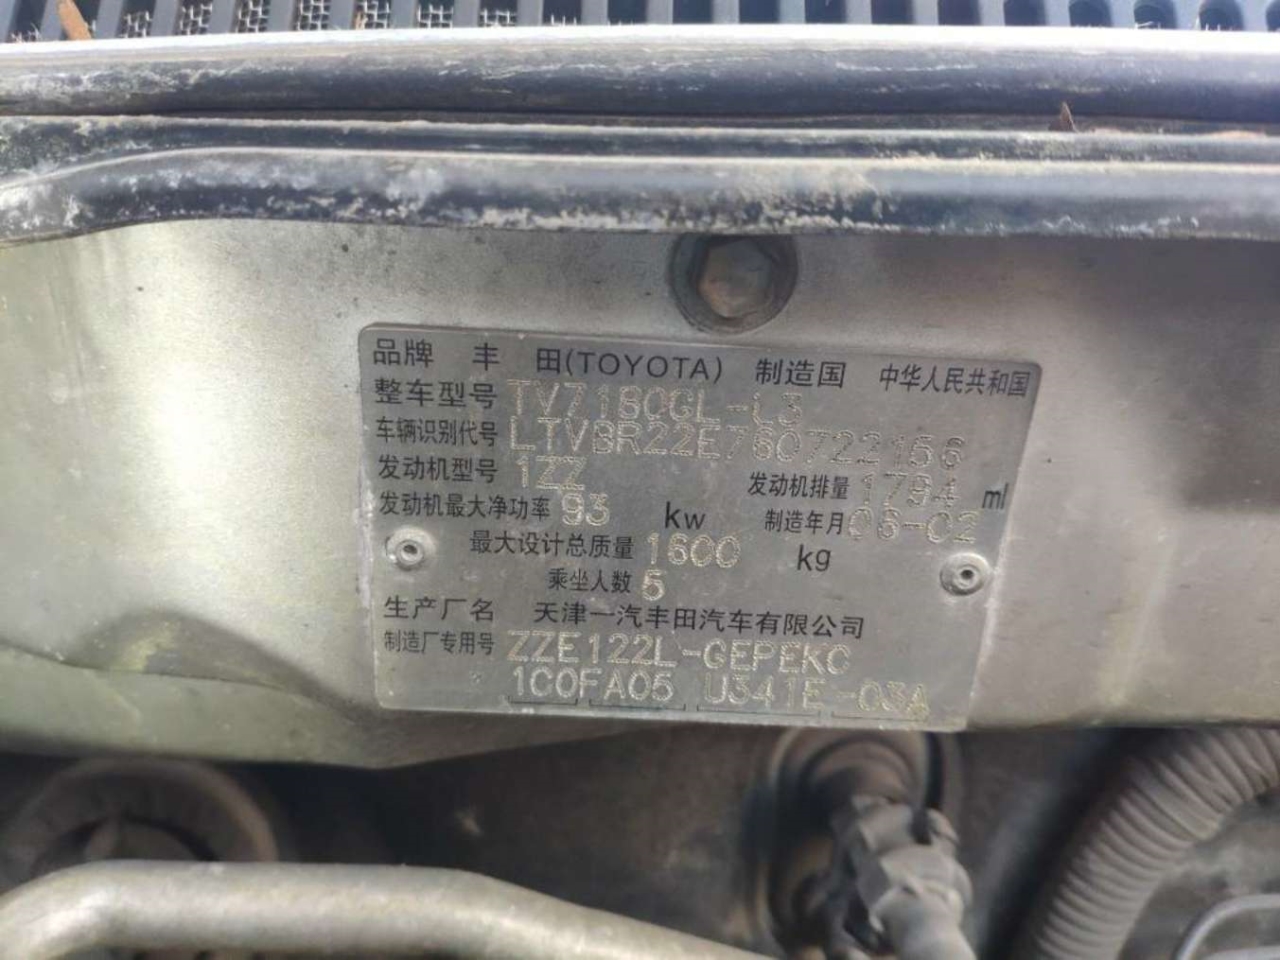 品牌 丰 田(TOYOTA) 制造国 中华人民共和国
整车型号 TV7180GL-L3
车辆识别代号 LTVBR22E760722156
发动机型号 1ZZ 发动机排量 1794 ml
发动机最大净功率 93 kw 制造年月 06-02
最大设计总质量 1600 kg
乘坐人数 5
生产厂名 天津一汽丰田汽车有限公司
制造厂专用号 ZZE122L-GEPEKC
1C0FA05 U341E -03A